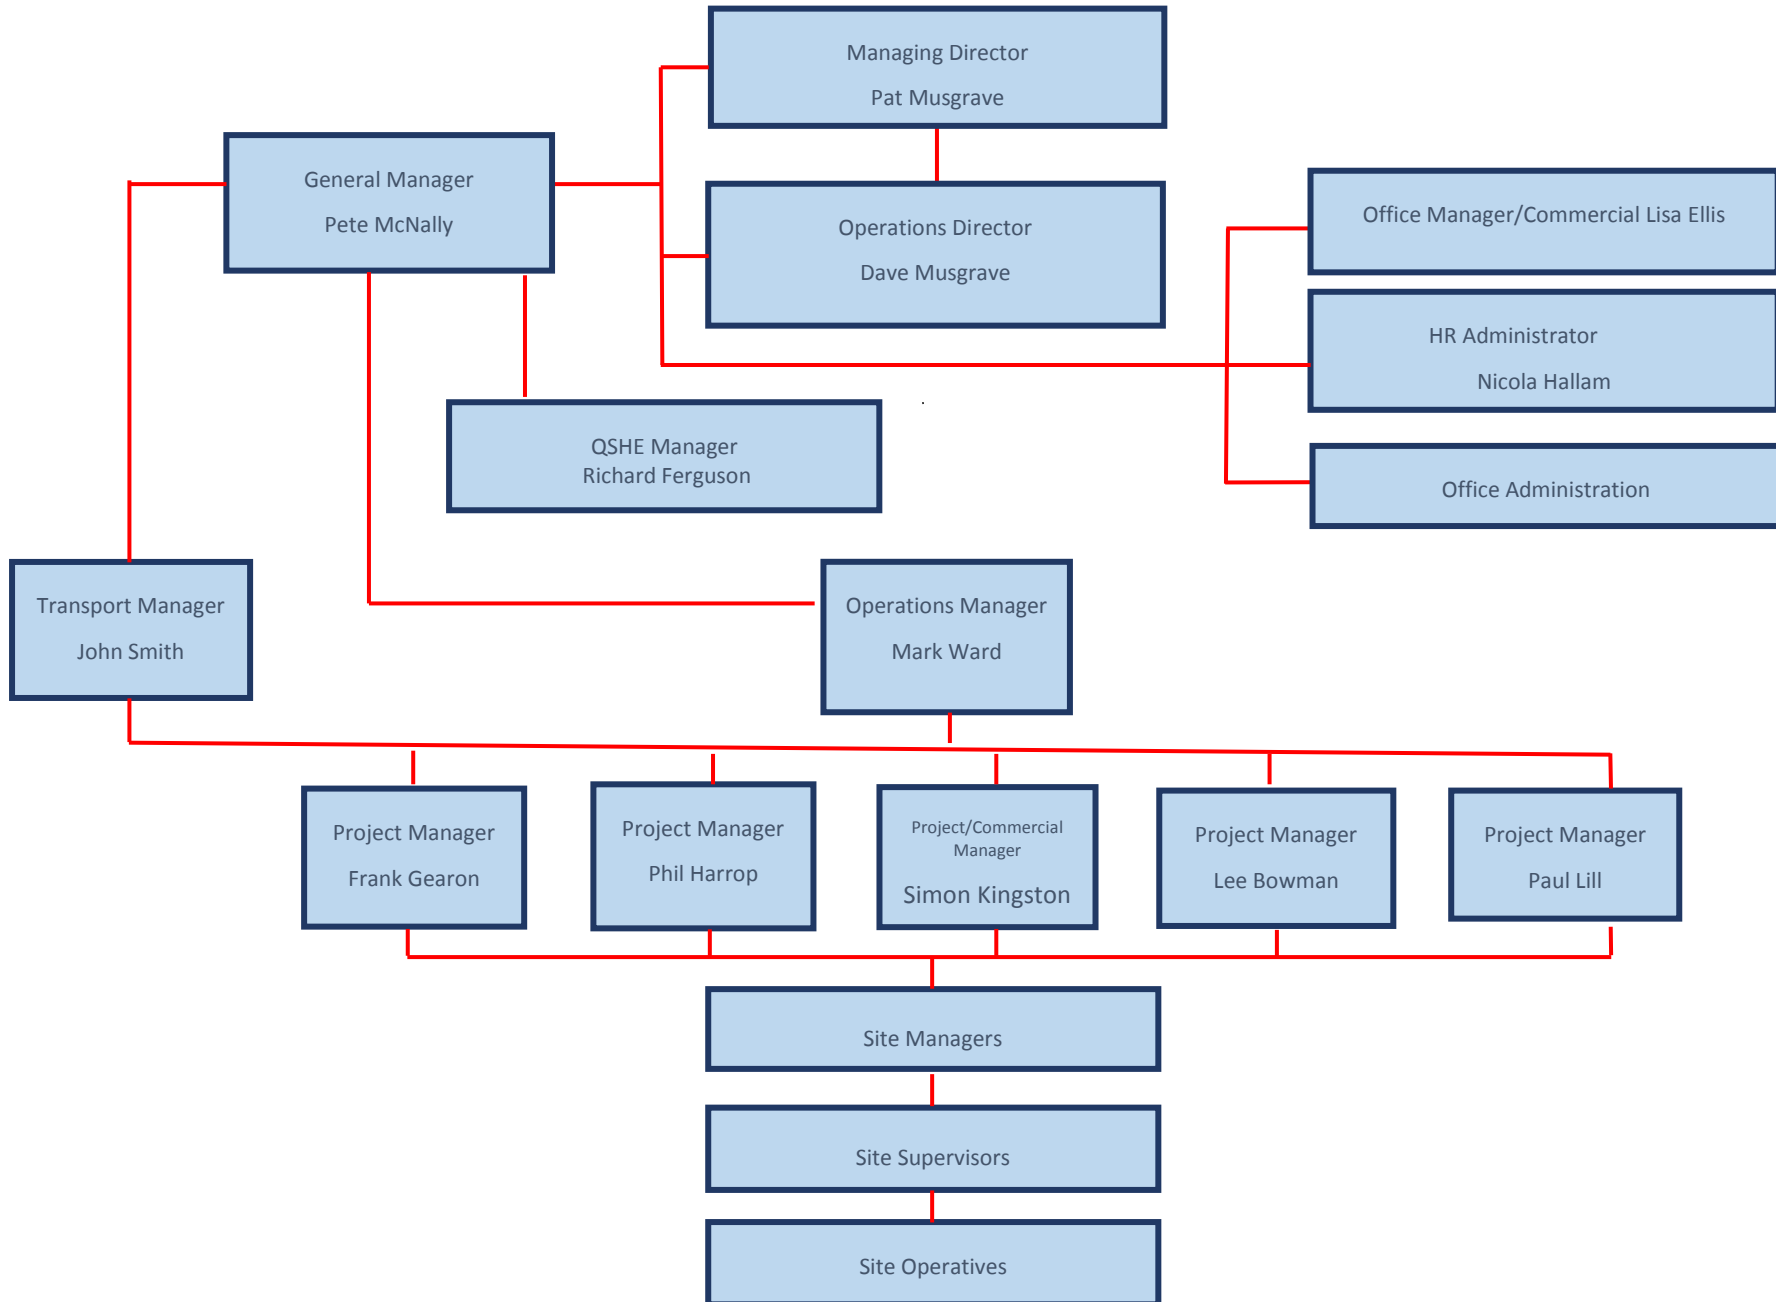 Managing Director
Pat Musgrave
General Manager
Pete McNally
Operations Director
Dave Musgrave
Office Manager/Commercial Lisa Ellis
HR Administrator
Nicola Hallam
QSHE Manager
Richard Ferguson
Office Administration
Transport Manager
John Smith
Operations Manager
Mark Ward
Project Manager
Frank Gearon
Project Manager
Phil Harrop
Project/Commercial
Manager
Simon Kingston
Project Manager
Lee Bowman
Project Manager
Paul Lill
Site Managers
Site Supervisors
Site Operatives